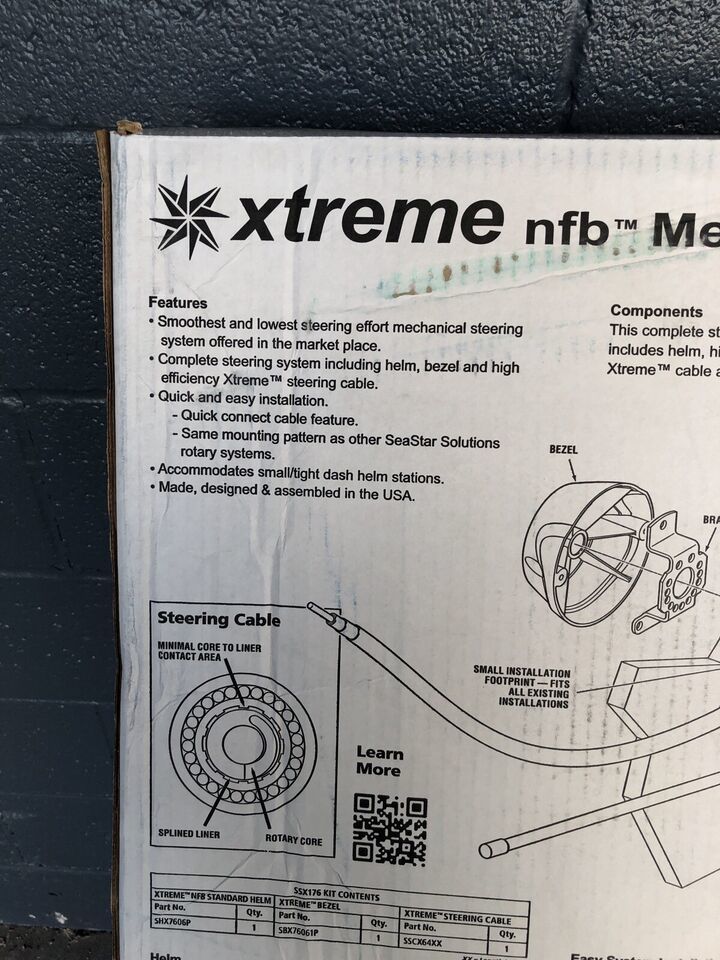 xtreme nfb™ Me
Features
• Smoothest and lowest steering effort mechanical steering
system offered in the market place.
• Complete steering system including helm, bezel and high
efficiency Xtreme™ steering cable.
• Quick and easy installation.
- Quick connect cable feature.
- Same mounting pattern as other SeaStar Solutions
rotary systems.
• Accommodates small/tight dash helm stations.
• Made, designed & assembled in the USA.
Components
This complete st
includes helm, hi
Xtreme™ cable a
BEZEL
BRA
Steering Cable
MINIMAL CORE TO LINER
CONTACT AREA
SPLINED LINER
ROTARY CORE
SMALL INSTALLATION
FOOTPRINT — FITS
ALL EXISTING
INSTALLATIONS
Learn
More
SSX176 KIT CONTENTS
XTREME™ NFB STANDARD HELM XTREME™ BEZEL XTREME™ STEERING CABLE
Part No. Qty. Part No. Qty. Part No. Qty.
SHX7606P 1 SBX76061P 1 SSCX64XX 1
Helm